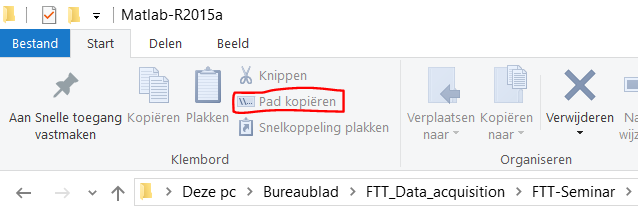 Matlab-R2015a
Bestand Start Delen Beeld
Aan Snelle toegang vastmaken
Kopiëren
Plakken
Knippen
Pad kopiëren
Snelkoppeling plakken
Klembord
Verplaatsen naar
Kopiëren naar
Verwijderen
Organiseren
Deze pc Bureaublad FTT_Data_acquisition FTT-Seminar